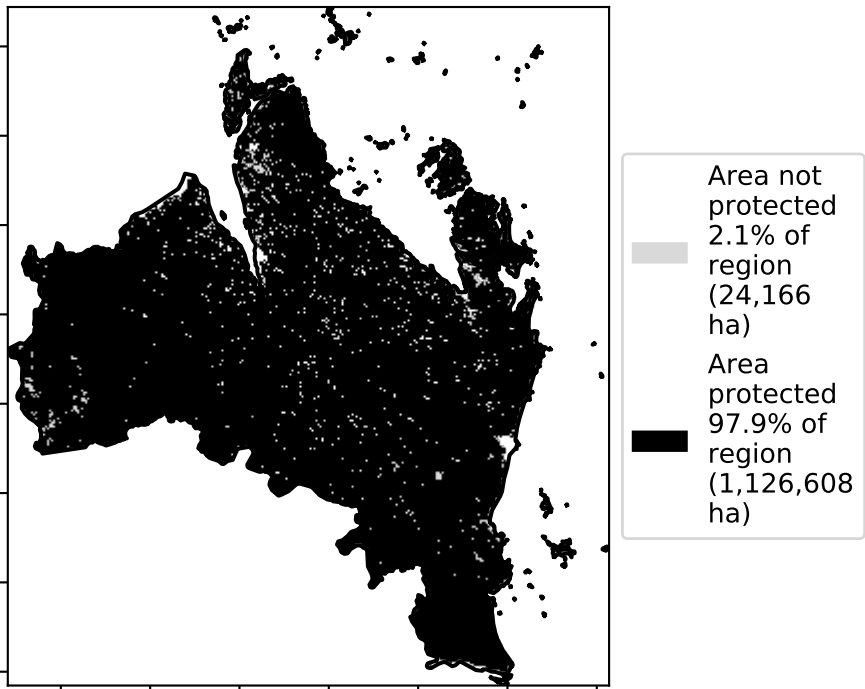 Area not
protected
2.1% of
region
(24,166
ha)
Area
protected
97.9% of
region
(1,126,608
ha)